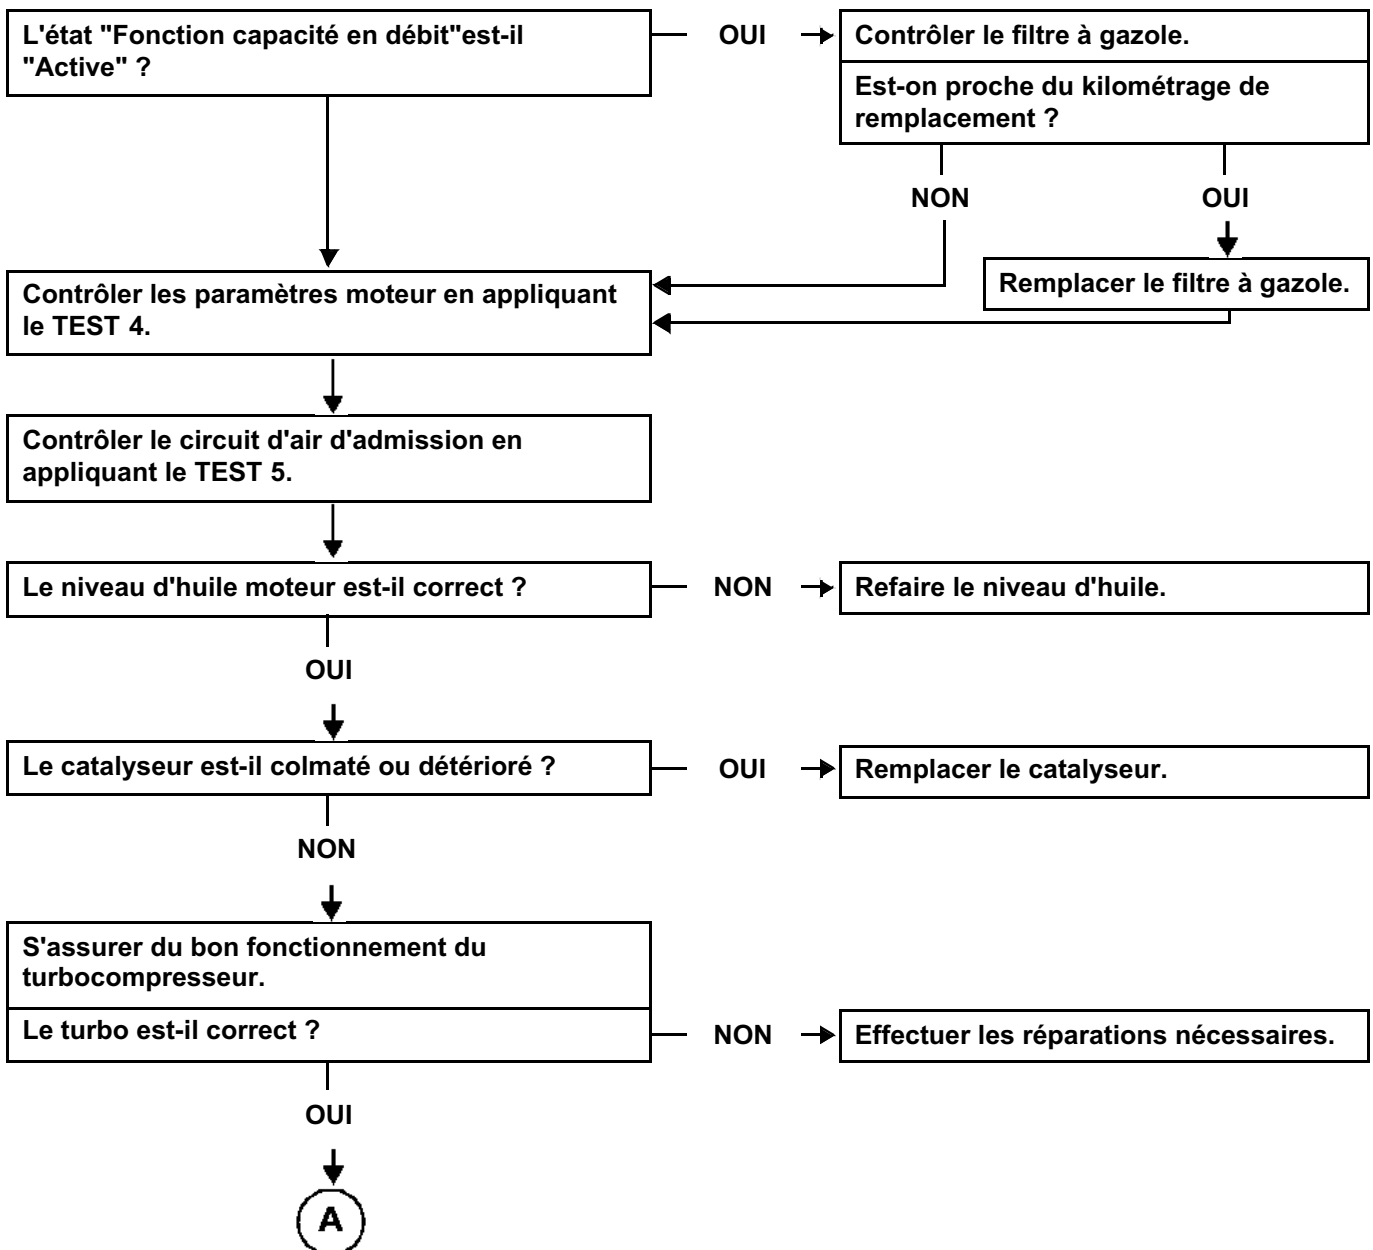 L'état "Fonction capacité en débit"est-il
"Active" ?
OUI
Contrôler le filtre à gazole.
Est-on proche du kilométrage de
remplacement ?
NON
OUI
Remplacer le filtre à gazole.
Contrôler les paramètres moteur en appliquant
le TEST 4.
Contrôler le circuit d'air d'admission en
appliquant le TEST 5.
Le niveau d'huile moteur est-il correct ?
NON
Refaire le niveau d'huile.
OUI
Le catalyseur est-il colmaté ou détérioré ?
OUI
Remplacer le catalyseur.
NON
S'assurer du bon fonctionnement du
turbocompresseur.
Le turbo est-il correct ?
NON
Effectuer les réparations nécessaires.
OUI
A